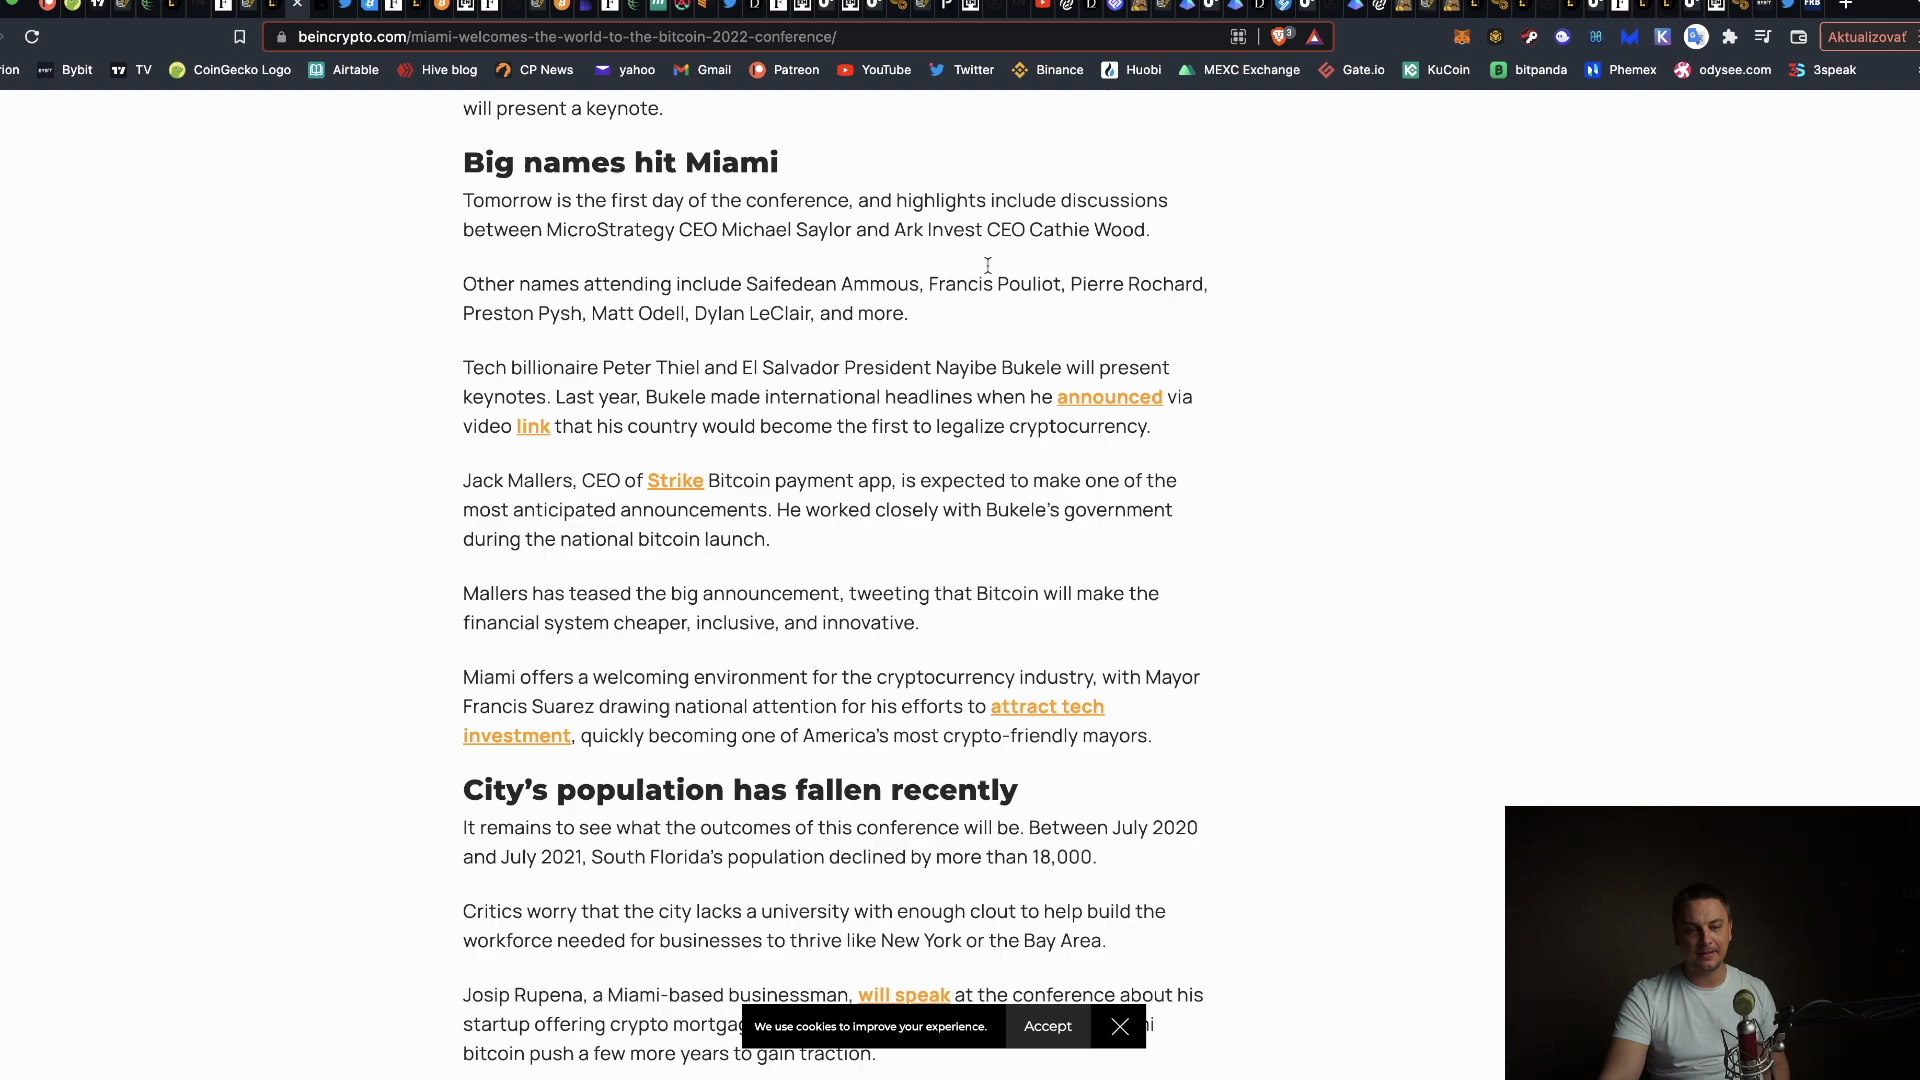 beincrypto.com/miami-welcomes-the-world-to-the-bitcoin-2022-conference/
3
Aktualizovať
Bybit TV CoinGecko Logo Airtable Hive blog CP News yahoo Gmail Patreon YouTube Twitter Binance Huobi MEXC Exchange Gate.io KuCoin bitpanda Phemex odysee.com 3speak
will present a keynote.
Big names hit Miami
Tomorrow is the first day of the conference, and highlights include discussions
between MicroStrategy CEO Michael Saylor and Ark Invest CEO Cathie Wood.
Other names attending include Saifedean Ammous, Francis Pouliot, Pierre Rochard,
Preston Pysh, Matt Odell, Dylan LeClair, and more.
Tech billionaire Peter Thiel and El Salvador President Nayibe Bukele will present
keynotes. Last year, Bukele made international headlines when he announced via
video link that his country would become the first to legalize cryptocurrency.
Jack Mallers, CEO of Strike Bitcoin payment app, is expected to make one of the
most anticipated announcements. He worked closely with Bukele's government
during the national bitcoin launch.
Mallers has teased the big announcement, tweeting that Bitcoin will make the
financial system cheaper, inclusive, and innovative.
Miami offers a welcoming environment for the cryptocurrency industry, with Mayor
Francis Suarez drawing national attention for his efforts to attract tech
investment, quickly becoming one of America's most crypto-friendly mayors.
City's population has fallen recently
It remains to see what the outcomes of this conference will be. Between July 2020
and July 2021, South Florida's population declined by more than 18,000.
Critics worry that the city lacks a university with enough clout to help build the
workforce needed for businesses to thrive like New York or the Bay Area.
Josip Rupena, a Miami-based businessman, will speak at the conference about his
startup offering crypto
We use cookies to improve your experience. Accept
bitcoin push a few more years to gain traction.